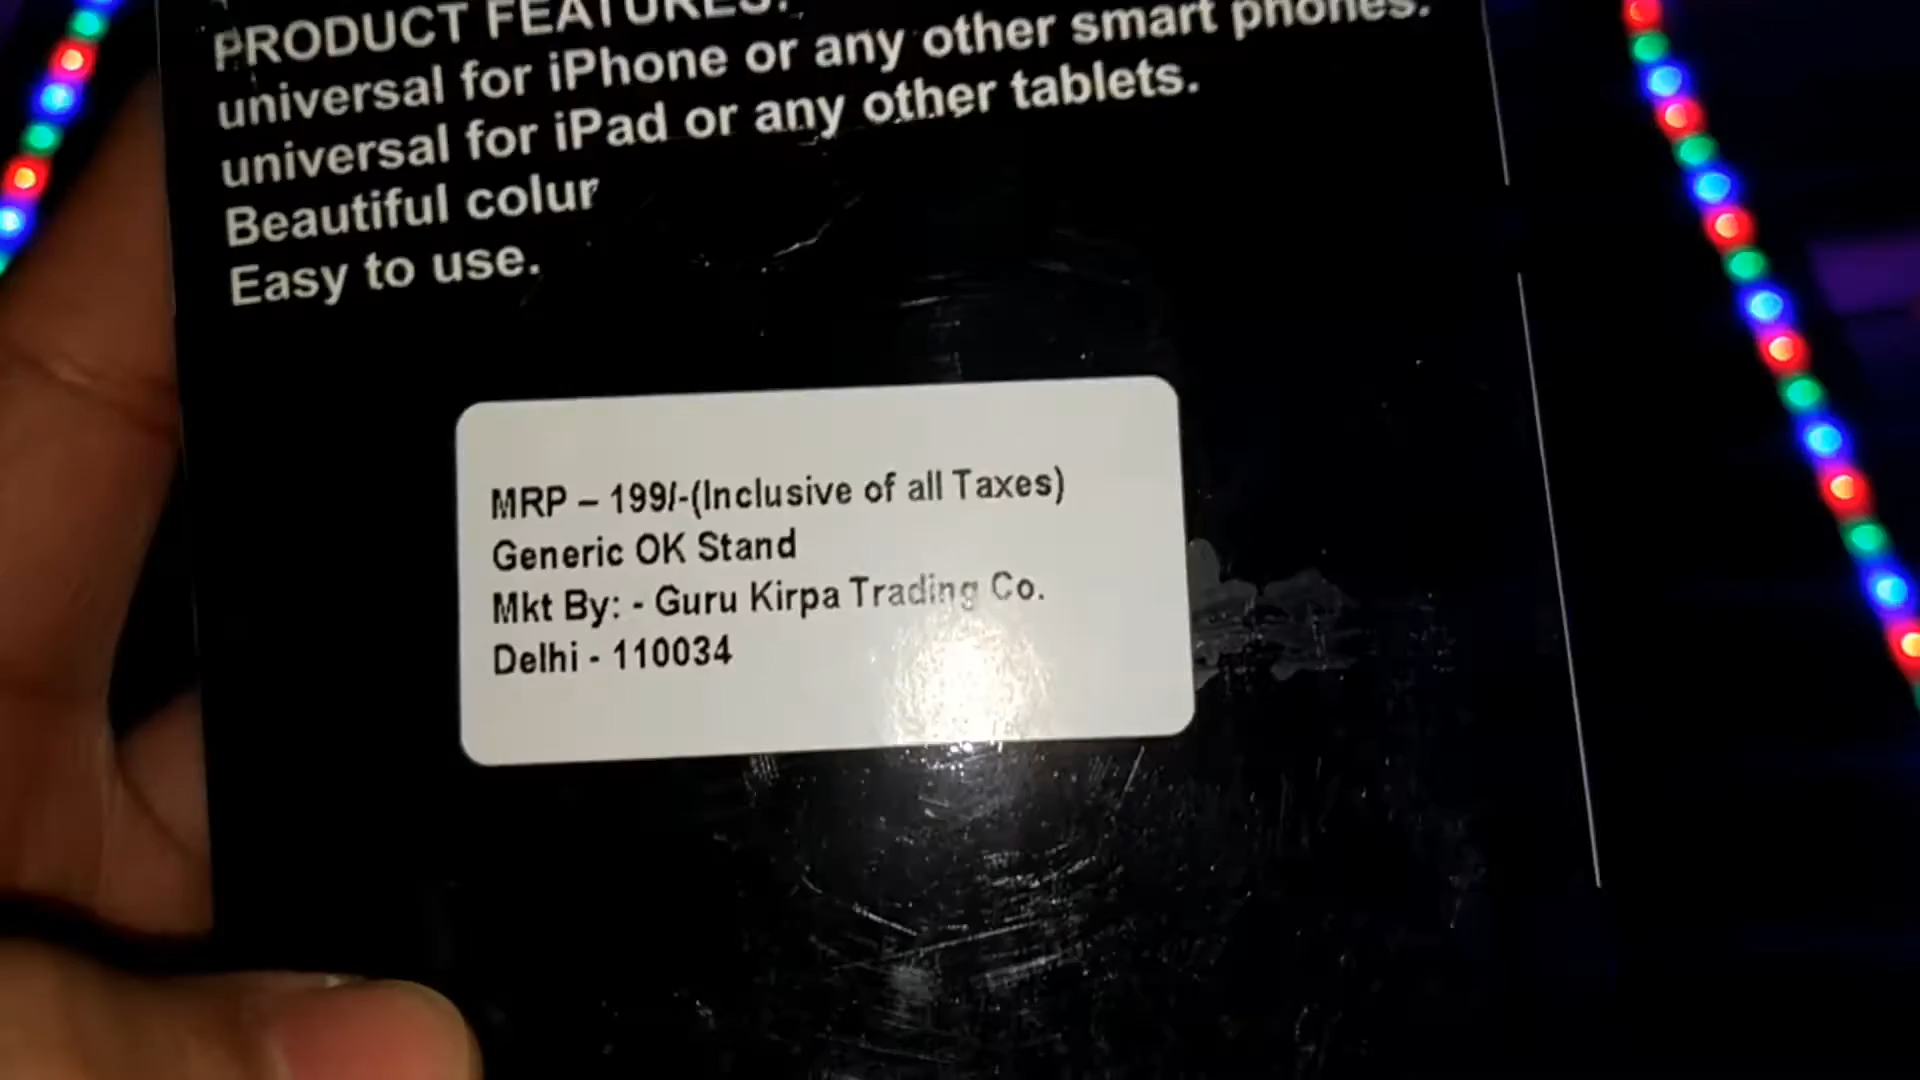 PRODUCT FEATURES:
universal for iPhone or any other smart phones.
universal for iPad or any other tablets.
Beautiful colur
Easy to use.
MRP – 199/-(Inclusive of all Taxes)
Generic OK Stand
Mkt By: - Guru Kirpa Trading Co.
Delhi - 110034